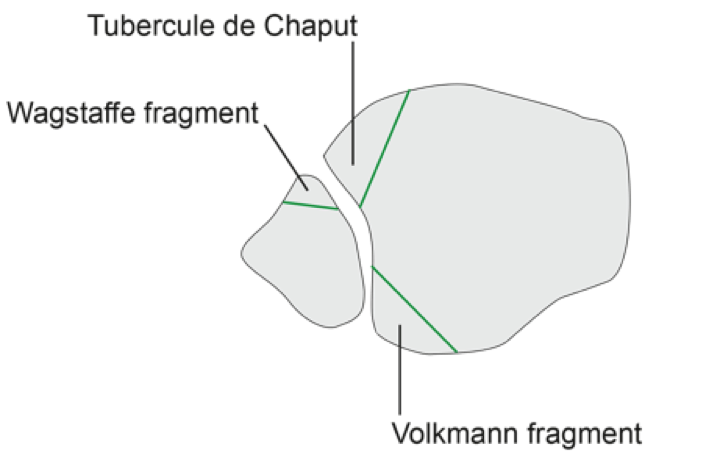 Tubercule de Chaput
Wagstaffe fragment
Volkmann fragment